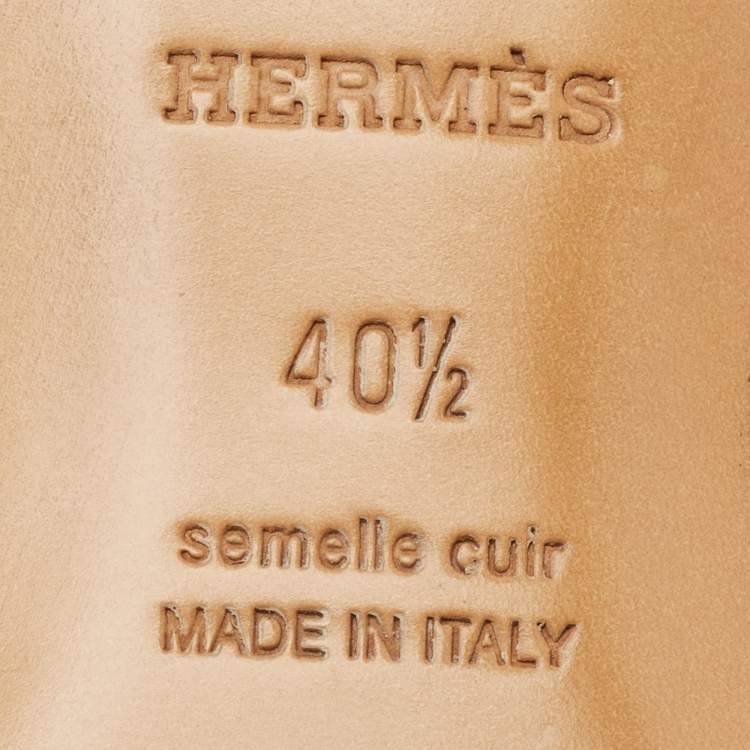 HERMÈS
40½
semelle cuir
MADE IN ITALY